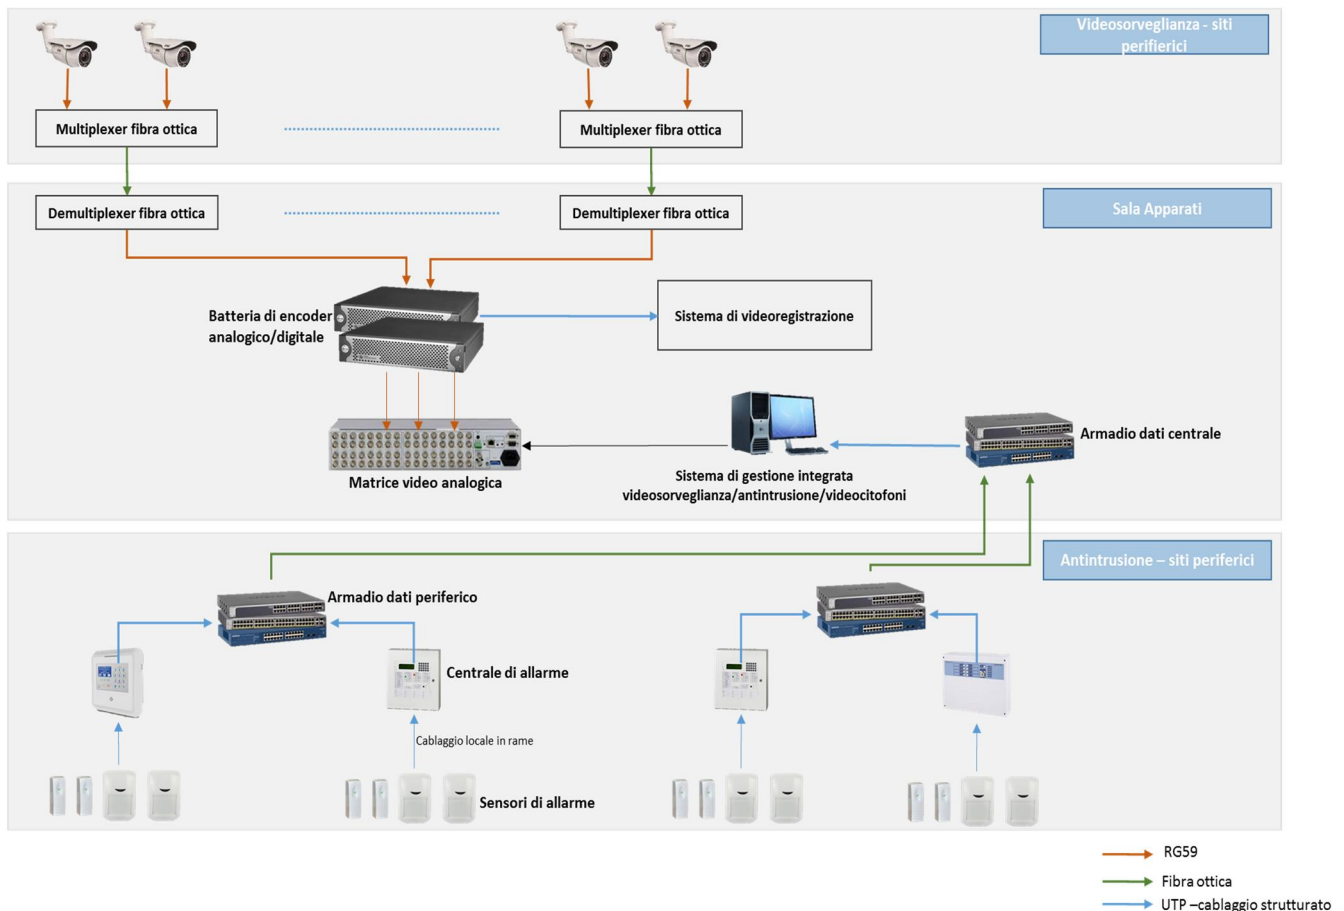 Videosorveglianza - siti
perifierici
Multiplexer fibra ottica
Multiplexer fibra ottica
Demultiplexer fibra ottica
Demultiplexer fibra ottica
Sala Apparati
Batteria di encoder
analogico/digitale
Sistema di videoregistrazione
Armadio dati centrale
Matrice video analogica
Sistema di gestione integrata
videosorveglianza/antintrusione/videocitofoni
Antintrusione – siti periferici
Armadio dati periferico
Centrale di allarme
Cablaggio locale in rame
Sensori di allarme
RG59
Fibra ottica
UTP –cablaggio strutturato